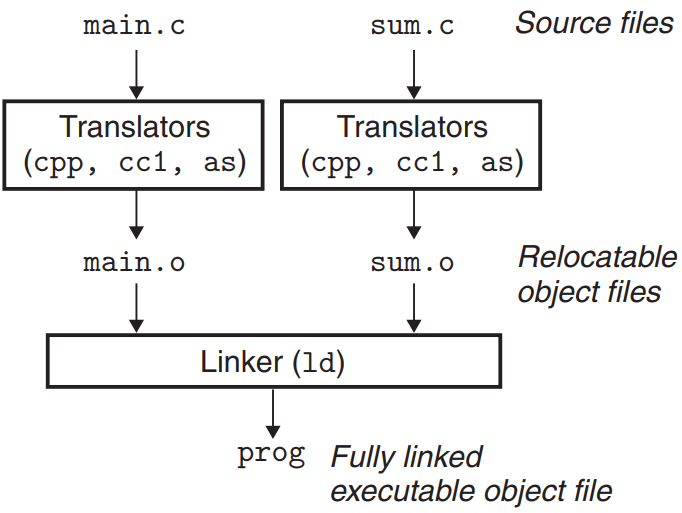 main.c sum.c Source files
Translators Translators
(cpp, cc1, as) (cpp, cc1, as)
main.o sum.o Relocatable
object files
Linker (ld)
prog Fully linked
executable object file